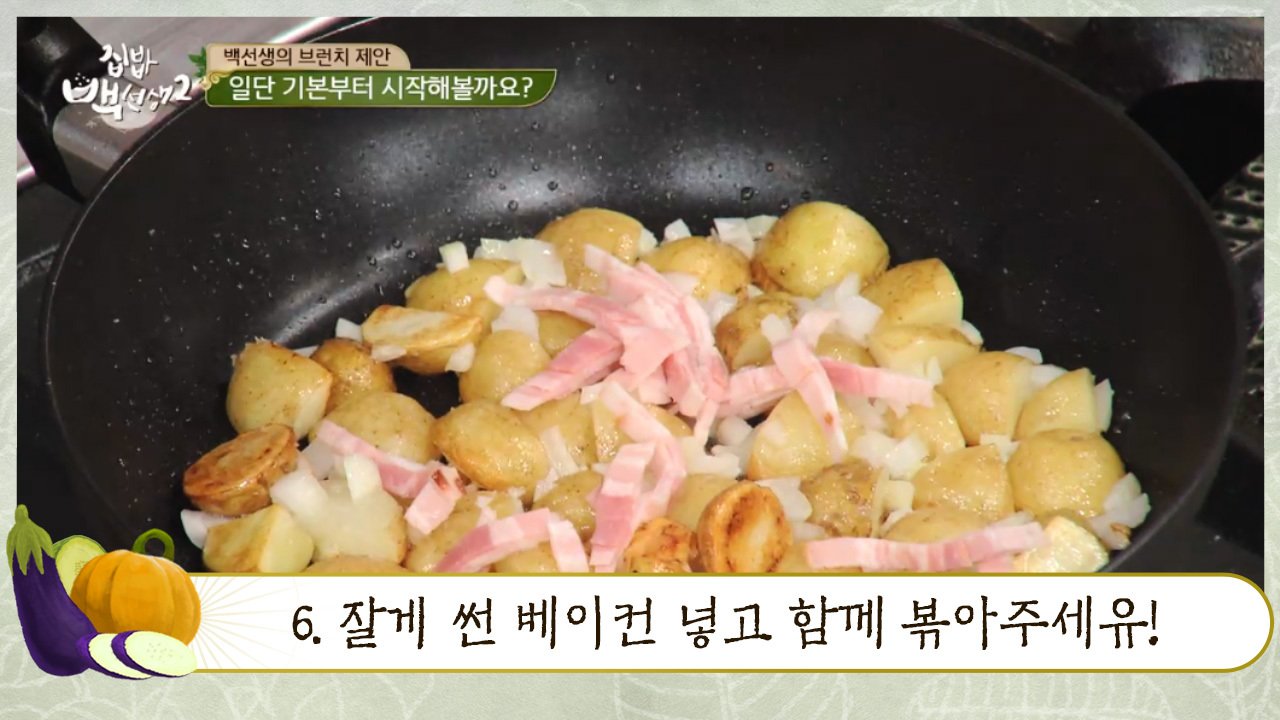 집밥
백선생2
백선생의 브런치 제안
일단 기본부터 시작해볼까요?
6. 잘게 썬 베이컨 넣고 함께 볶아주세유!